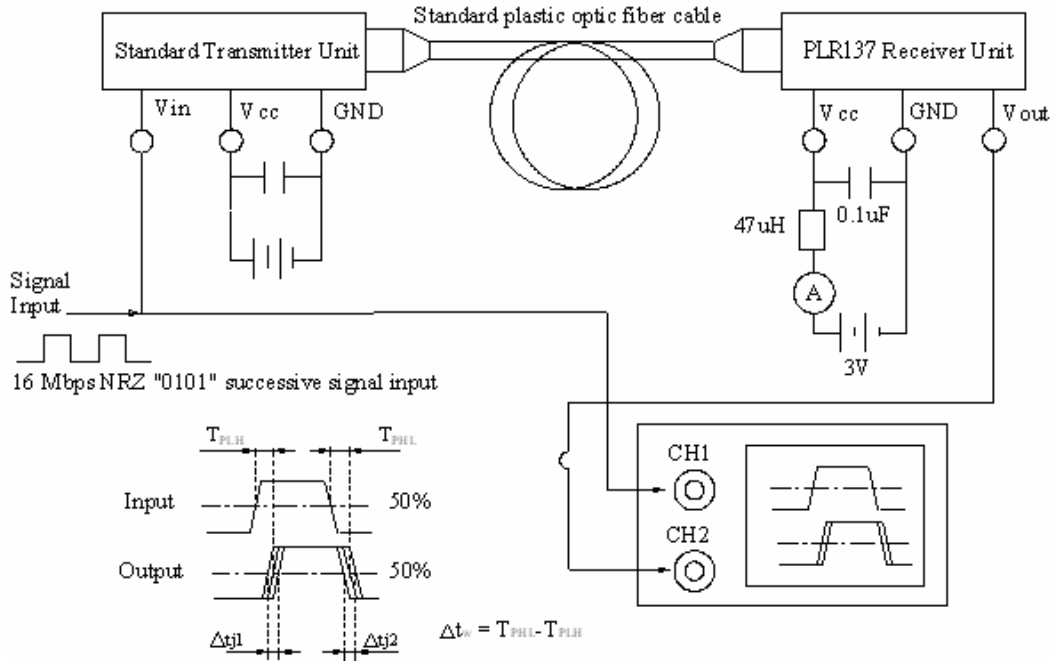 Standard plastic optic fiber cable
Standard Transmitter Unit
PLR137 Receiver Unit
Vin
Vcc
GND
Vcc
GND
Vout
0.1uF
47uH
A
3V
Signal
Input
16 Mbps NRZ "0101" successive signal input
TPLH
TPHL
Input
50%
Output
50%
Δtj1
Δtj2
Δtw = TPHL-TPLH
CH1
CH2